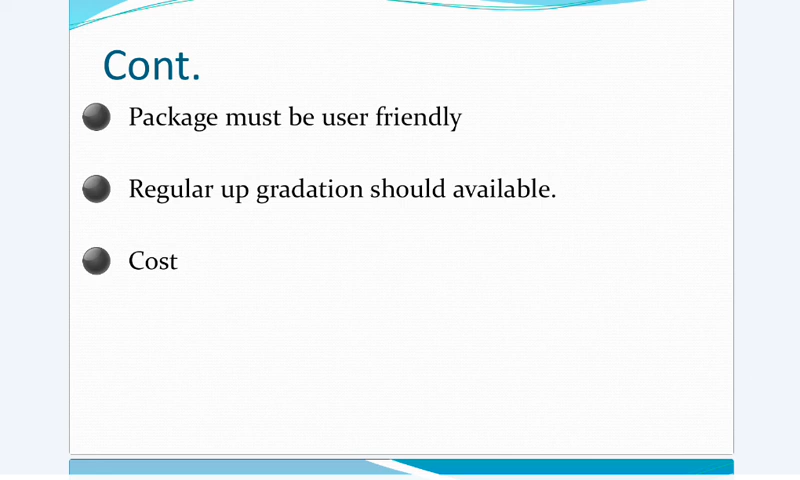 Cont.
Package must be user friendly
Regular up gradation should available.
Cost